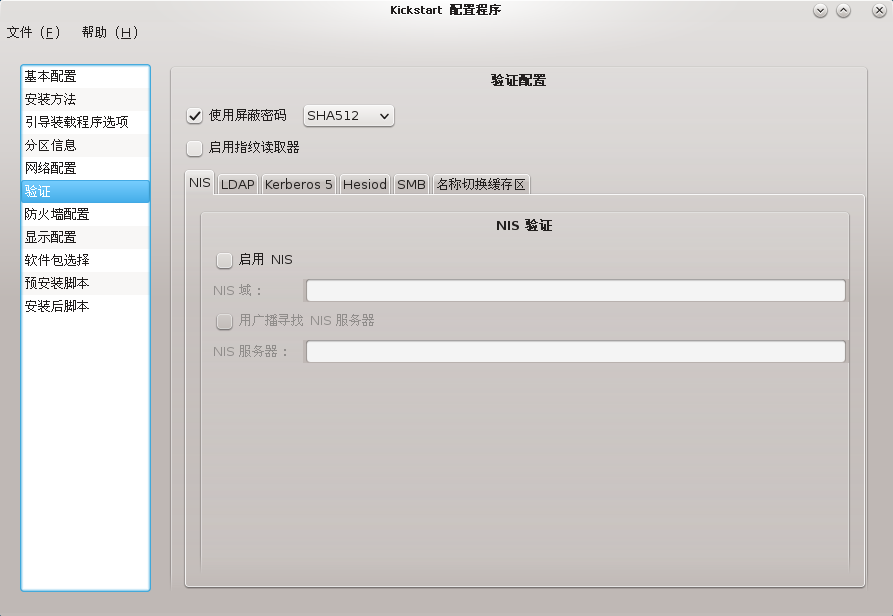 Kickstart 配置程序
文件（F） 帮助（H）
基本配置
安装方法
引导装载程序选项
分区信息
网络配置
验证
防火墙配置
显示配置
软件包选择
预安装脚本
安装后脚本
验证配置
使用屏蔽密码 SHA512
启用指纹读取器
NIS LDAP Kerberos 5 Hesiod SMB 名称切换缓存区
NIS 验证
启用 NIS
NIS 域：
用广播寻找 NIS 服务器
NIS 服务器：